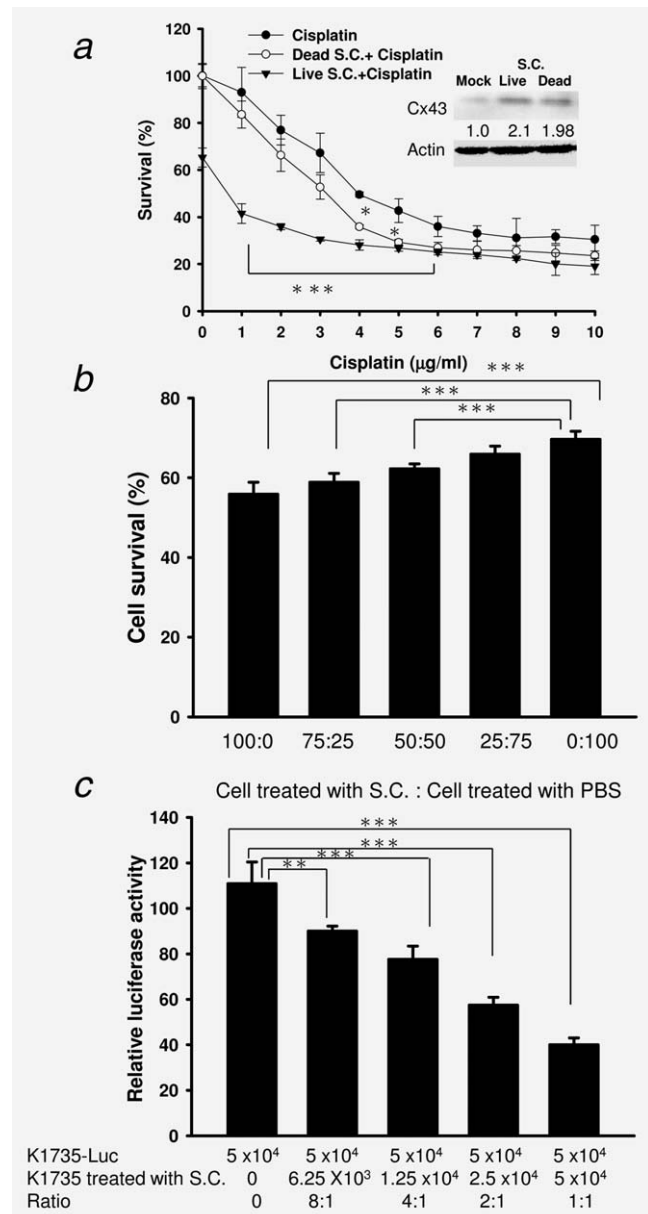 a
Cisplatin
Dead S.C.+ Cisplatin
Live S.C.+Cisplatin
S.C.
Mock Live Dead
Cx43
1.0 2.1 1.98
Actin
Survival (%)
120
100
80
60
40
20
0
*
*
***
0 1 2 3 4 5 6 7 8 9 10
Cisplatin (μg/ml)
b
***
***
***
Cell survival (%)
80
60
40
20
0
100:0 75:25 50:50 25:75 0:100
Cell treated with S.C. : Cell treated with PBS
c
***
***
***
**
Relative luciferase activity
140
120
100
80
60
40
0
K1735-Luc 5 x10⁴ 5 x10⁴ 5 x10⁴ 5 x10⁴ 5 x10⁴
K1735 treated with S.C. 0 6.25 X10³ 1.25 x10⁴ 2.5 x10⁴ 5 x10⁴
Ratio 0 8:1 4:1 2:1 1:1